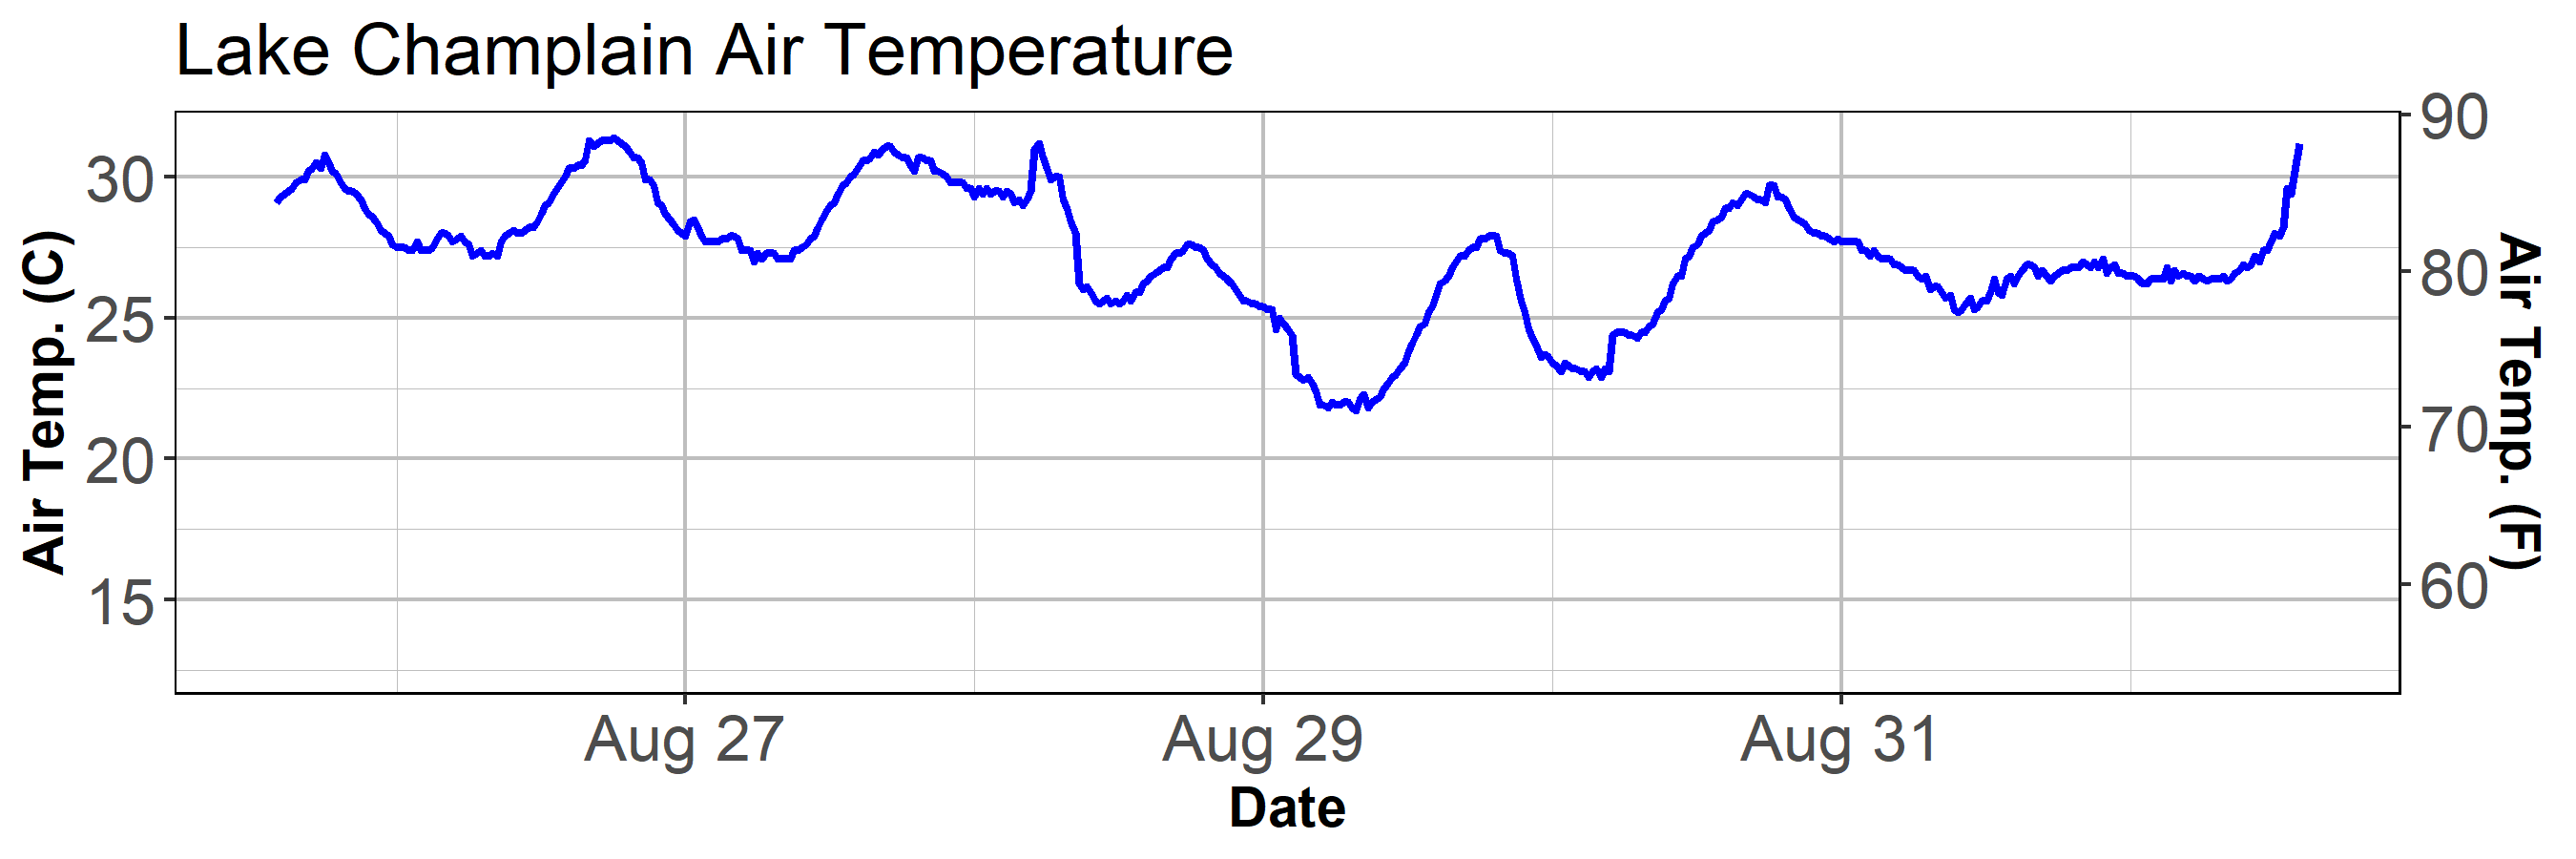 Lake Champlain Air Temperature
Air Temp. (C)
30
25
20
15
90
80
70
60
Air Temp. (F)
Aug 27
Aug 29
Aug 31
Date